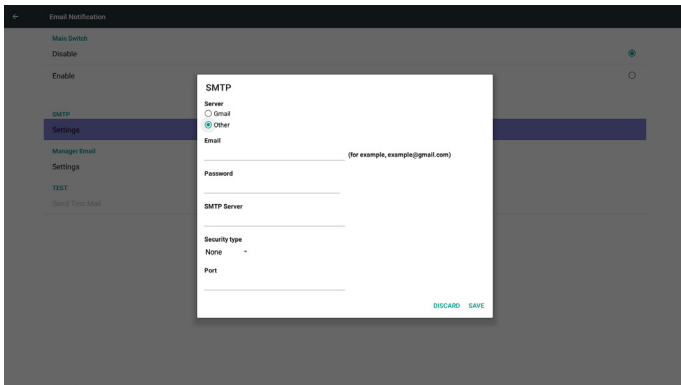 Email Notification
Main Switch
Disable
Enable
SMTP
Settings
Manager Email
Settings
TEST
Send Test Mail
SMTP
Server
Gmail
Other
Email
(for example, example@gmail.com)
Password
SMTP Server
Security type
None
Port
DISCARD SAVE